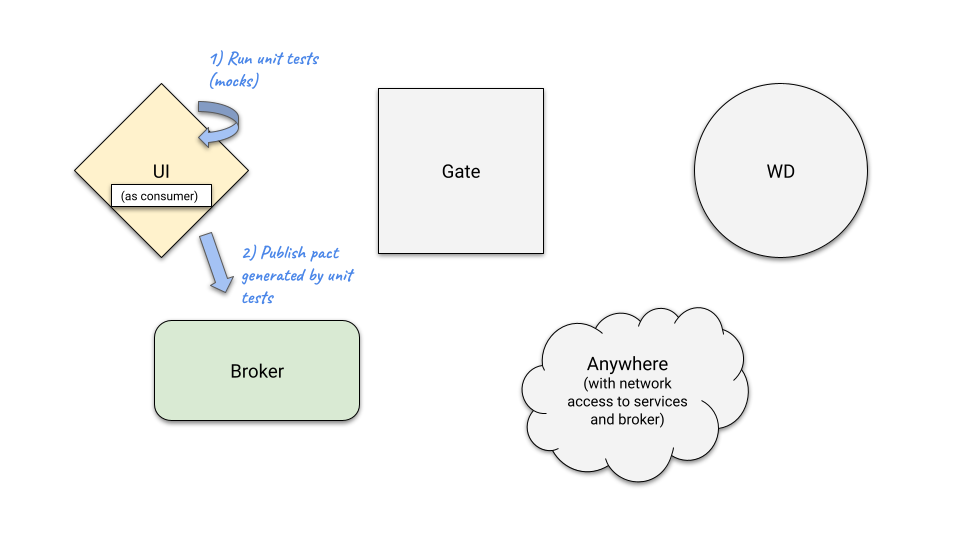 1) Run unit tests
(mocks)
UI
(as consumer)
Gate
WD
2) Publish pact
generated by unit
tests
Broker
Anywhere
(with network
access to services
and broker)